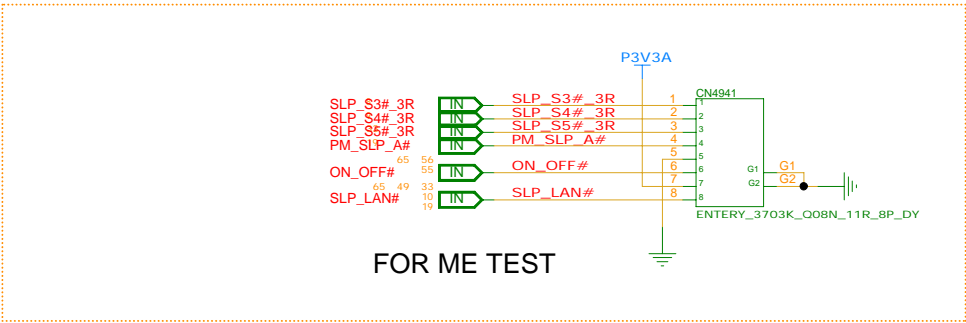 P3V3A
CN4941
SLP_S3#_3R IN SLP_S3#_3R 1 1
SLP_S4#_3R IN SLP_S4#_3R 2 2
SLP_S5#_3R IN SLP_S5#_3R 3 3
PM_SLP_A# IN PM_SLP_A# 4 4
5 5
65 56
ON_OFF# 55 IN ON_OFF# 6 6 G1 G1
7 7 G2 G2
65 49 33
SLP_LAN# 10 IN SLP_LAN# 8 8
19
ENTERY_3703K_Q08N_11R_8P_DY
FOR ME TEST